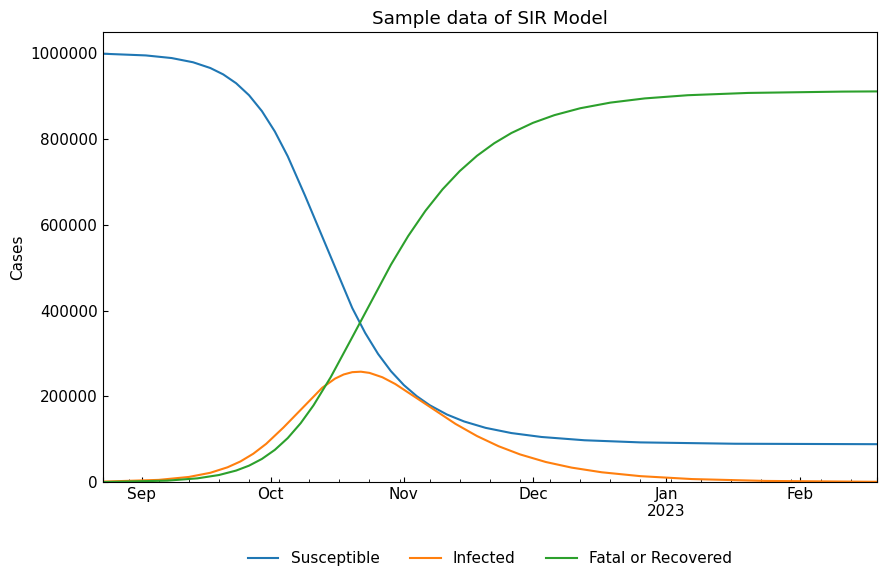 Sample data of SIR Model
Cases
1000000
800000
600000
400000
200000
0
Sep Oct Nov Dec Jan Feb
2023
Susceptible Infected Fatal or Recovered